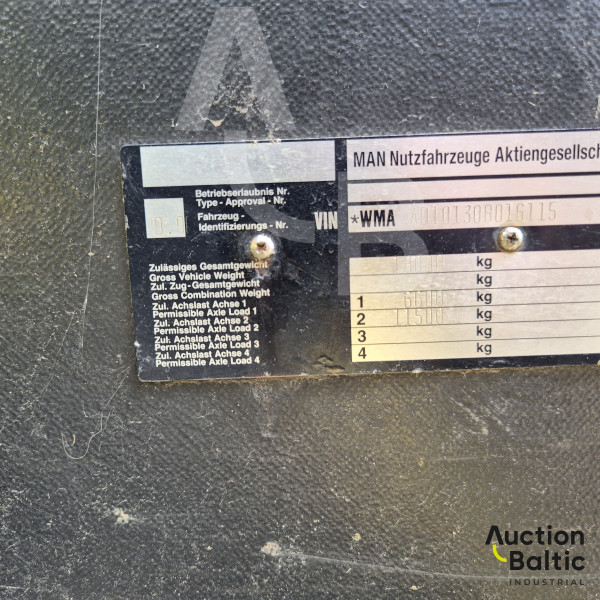 MAN Nutzfahrzeuge Aktiengesellsch
Betriebserlaubnis Nr.
Type - Approval - Nr.
Fahrzeug -
Identifizierungs - Nr.
VIN
*WMA
Zulässiges Gesamtgewicht
Gross Vehicle Weight
kg
Zul. Zug-Gesamtgewicht
Gross Combination Weight
kg
Zul. Achslast Achse 1
Permissible Axle Load 1
1
kg
Zul. Achslast Achse 2
Permissible Axle Load 2
2 11500 kg
Zul. Achslast Achse 3
Permissible Axle Load 3
3 kg
Zul. Achslast Achse 4
Permissible Axle Load 4
4
Auction
Baltic
INDUSTRIAL